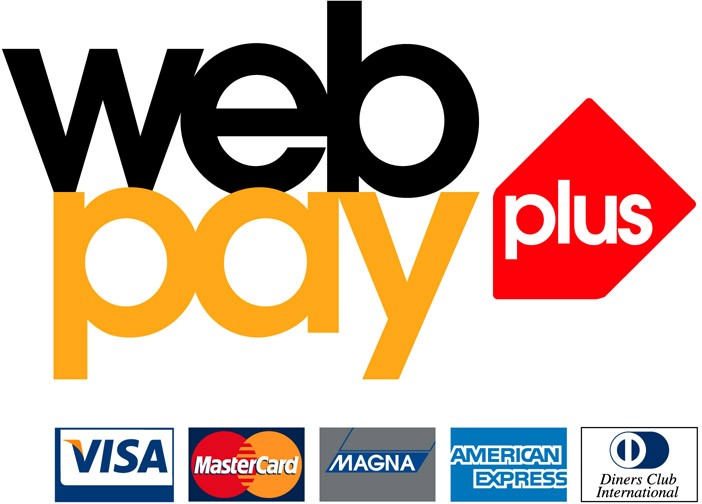 web
pay
plus
VISA
MasterCard
MAGNA
AMERICAN
EXPRESS
Diners Club
International